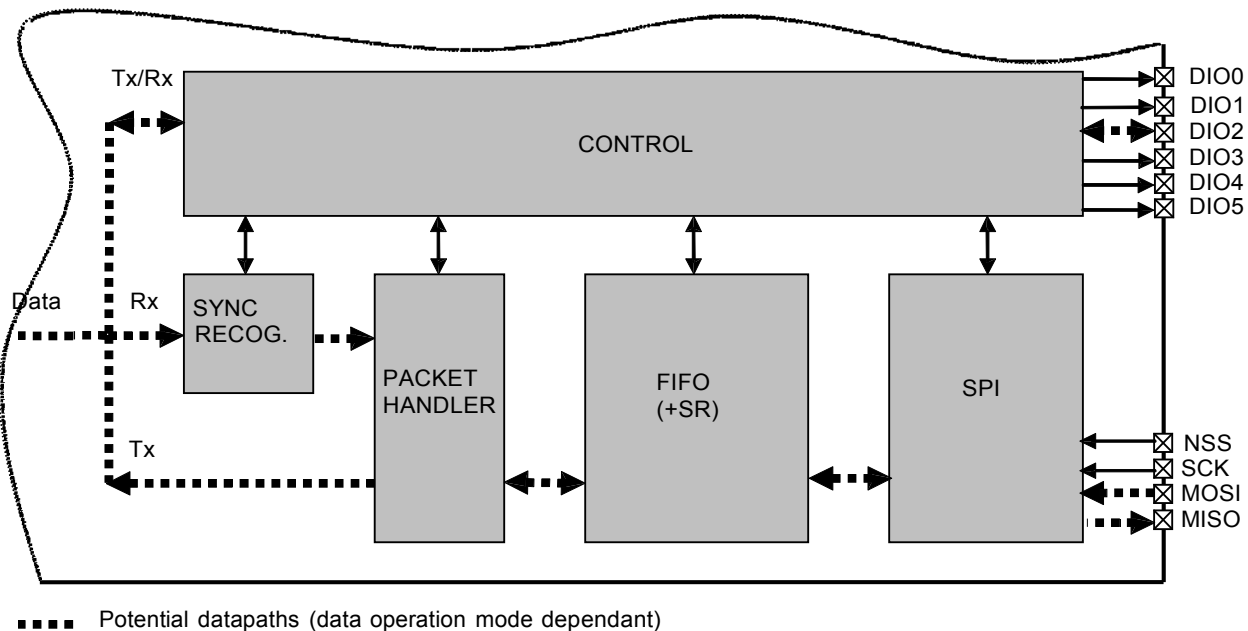 Tx/Rx
CONTROL
DIO0
DIO1
DIO2
DIO3
DIO4
DIO5
Data
Rx
SYNC
RECOG.
PACKET
HANDLER
FIFO
(+SR)
SPI
Tx
NSS
SCK
MOSI
MISO
Potential datapaths (data operation mode dependant)